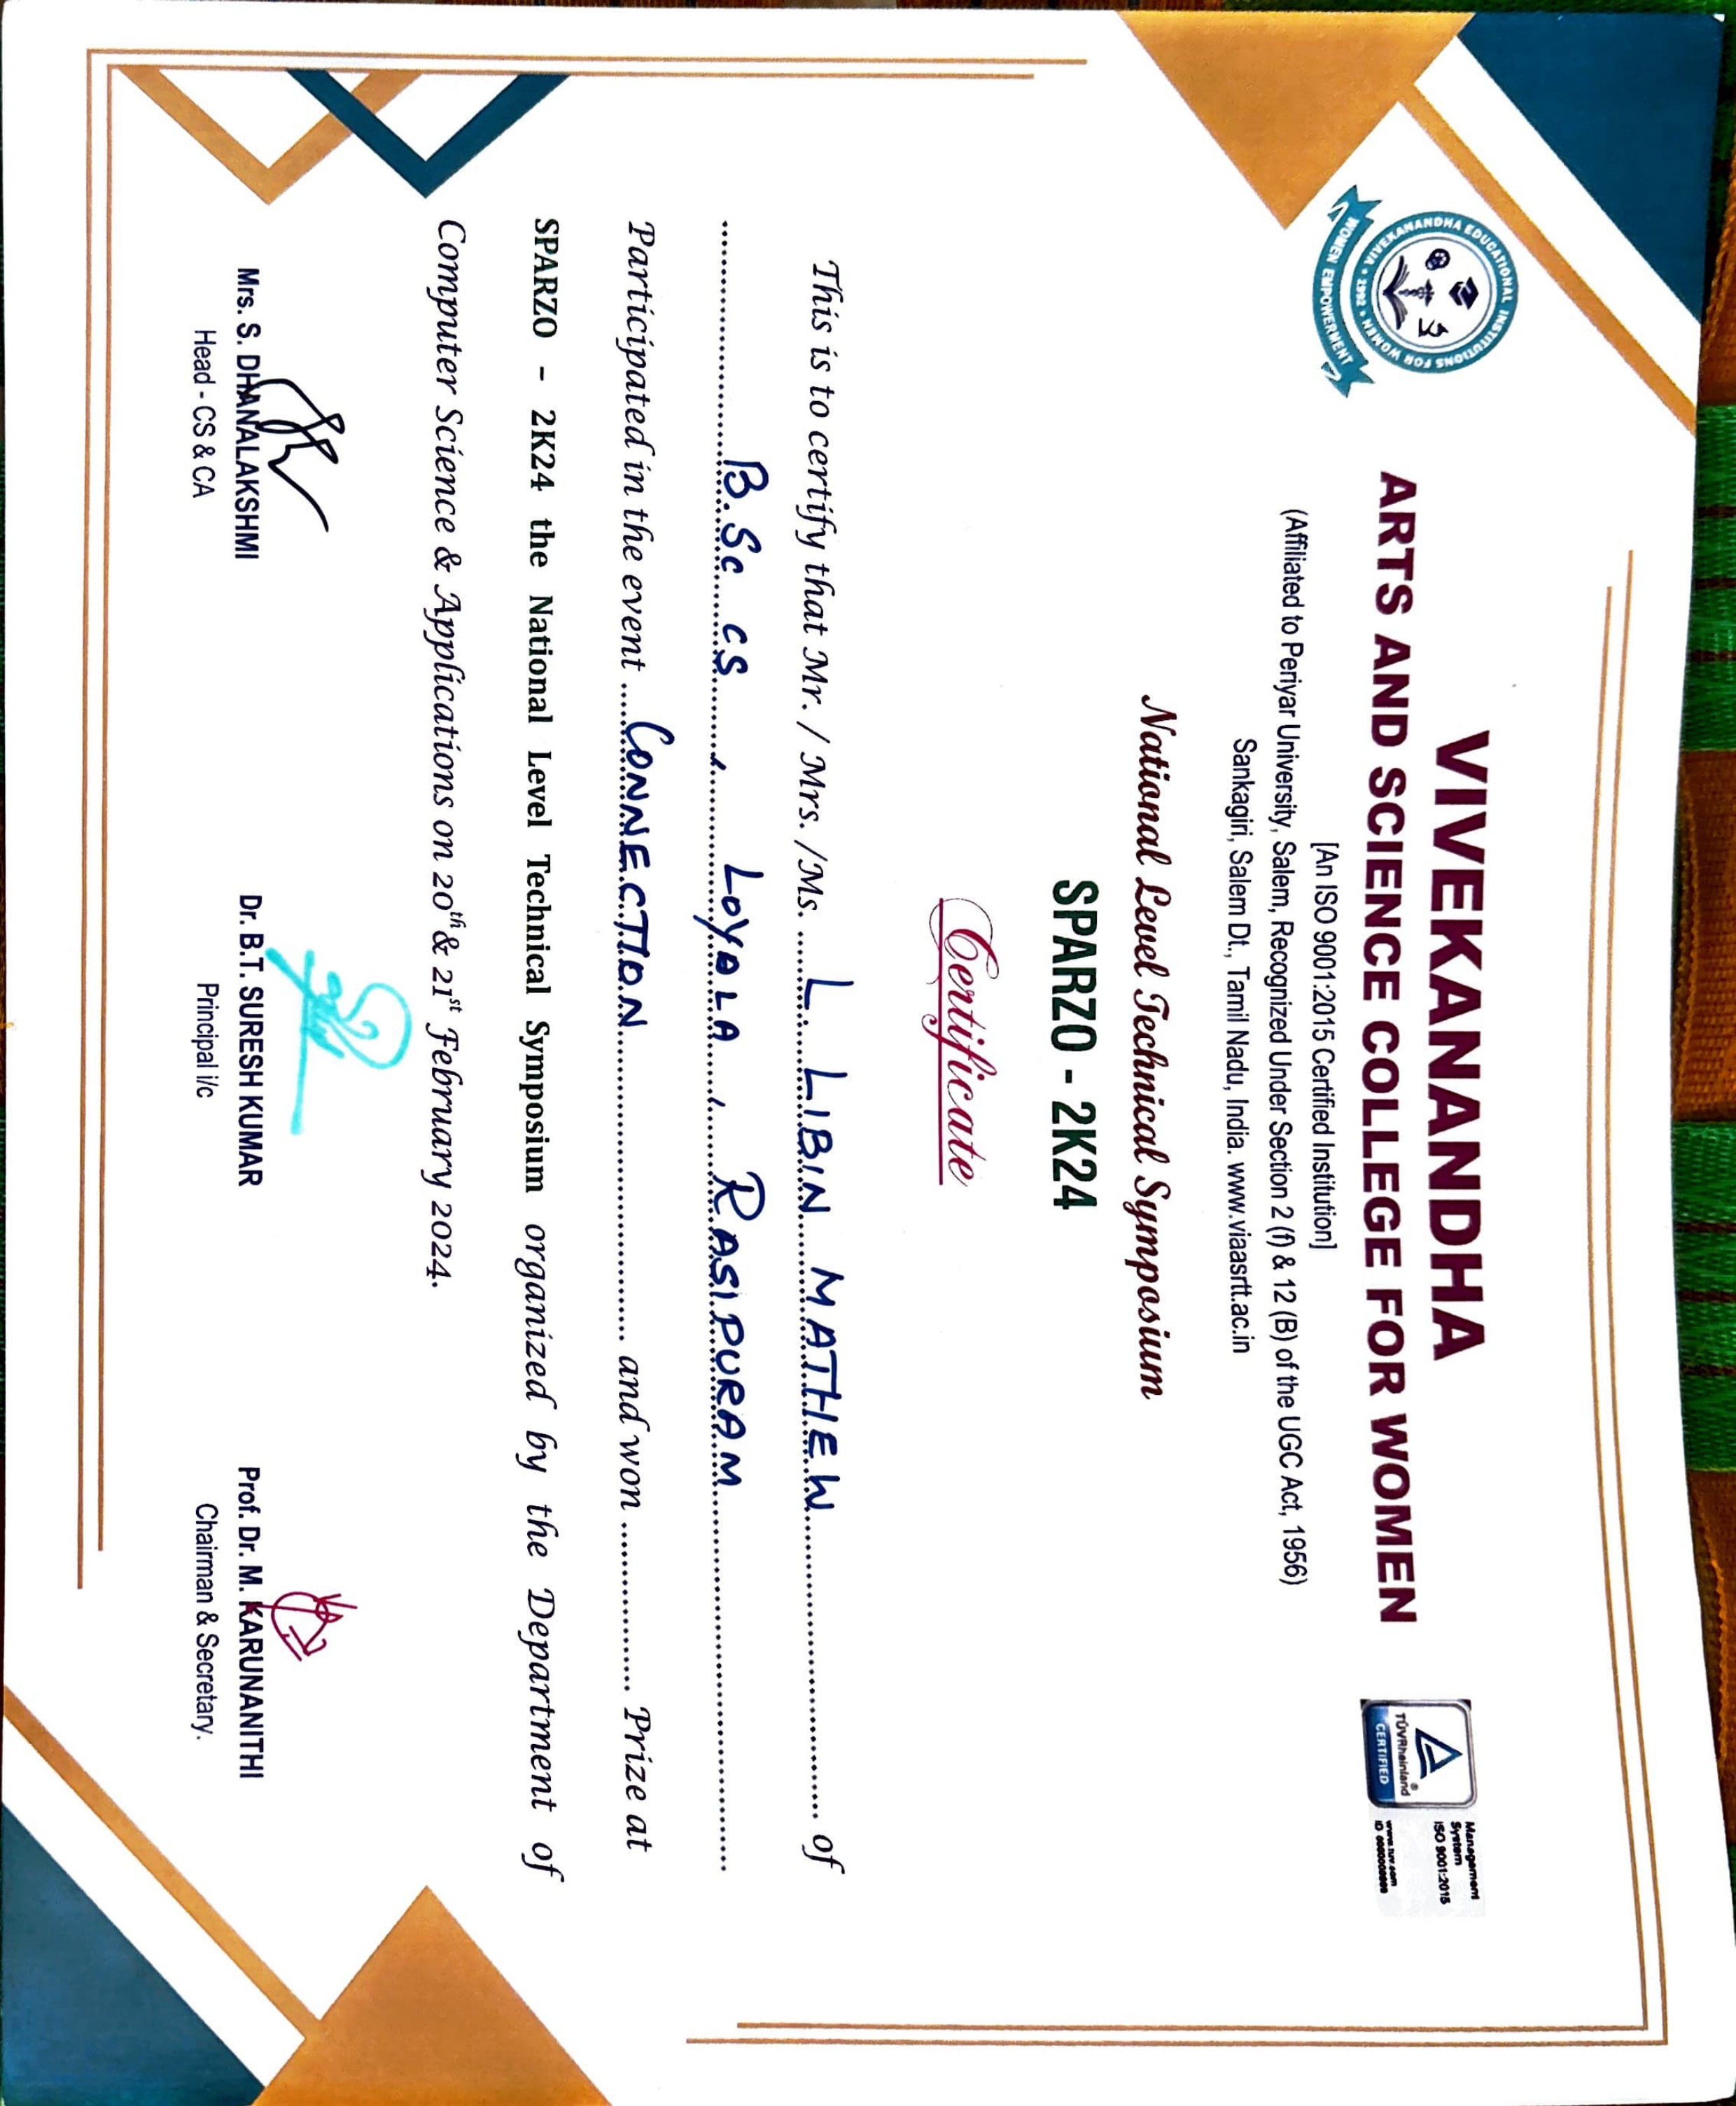 VIVEKANANDHA EDUCATIONAL INSTITUTIONS FOR WOMEN
• 1992 •
WOMEN EMPOWERMENT
VIVEKANANDHA
ARTS AND SCIENCE COLLEGE FOR WOMEN
[An ISO 9001:2015 Certified Institution]
(Affiliated to Periyar University, Salem, Recognized Under Section 2 (f) & 12 (B) of the UGC Act, 1956)
Sankagiri, Salem Dt., Tamil Nadu, India. www.viaasrtt.ac.in
TÜVRheinland®
CERTIFIED
Management
System
ISO 9001:2015
www.tuv.com
ID
National Level Technical Symposium
SPARZO - 2K24
Certificate
This is to certify that Mr. / Mrs. /Ms. L. LIBIN MATHEW of
B.Sc CS , LOYOLA , RASIPURAM
Participated in the event CONNECTION and won .................. Prize at
SPARZO - 2K24 the National Level Technical Symposium organized by the Department of
Computer Science & Applications on 20th & 21st February 2024.
Mrs. S. DHANALAKSHMI
Head - CS & CA
Dr. B.T. SURESH KUMAR
Principal i/c
Prof. Dr. M. KARUNANITHI
Chairman & Secretary.